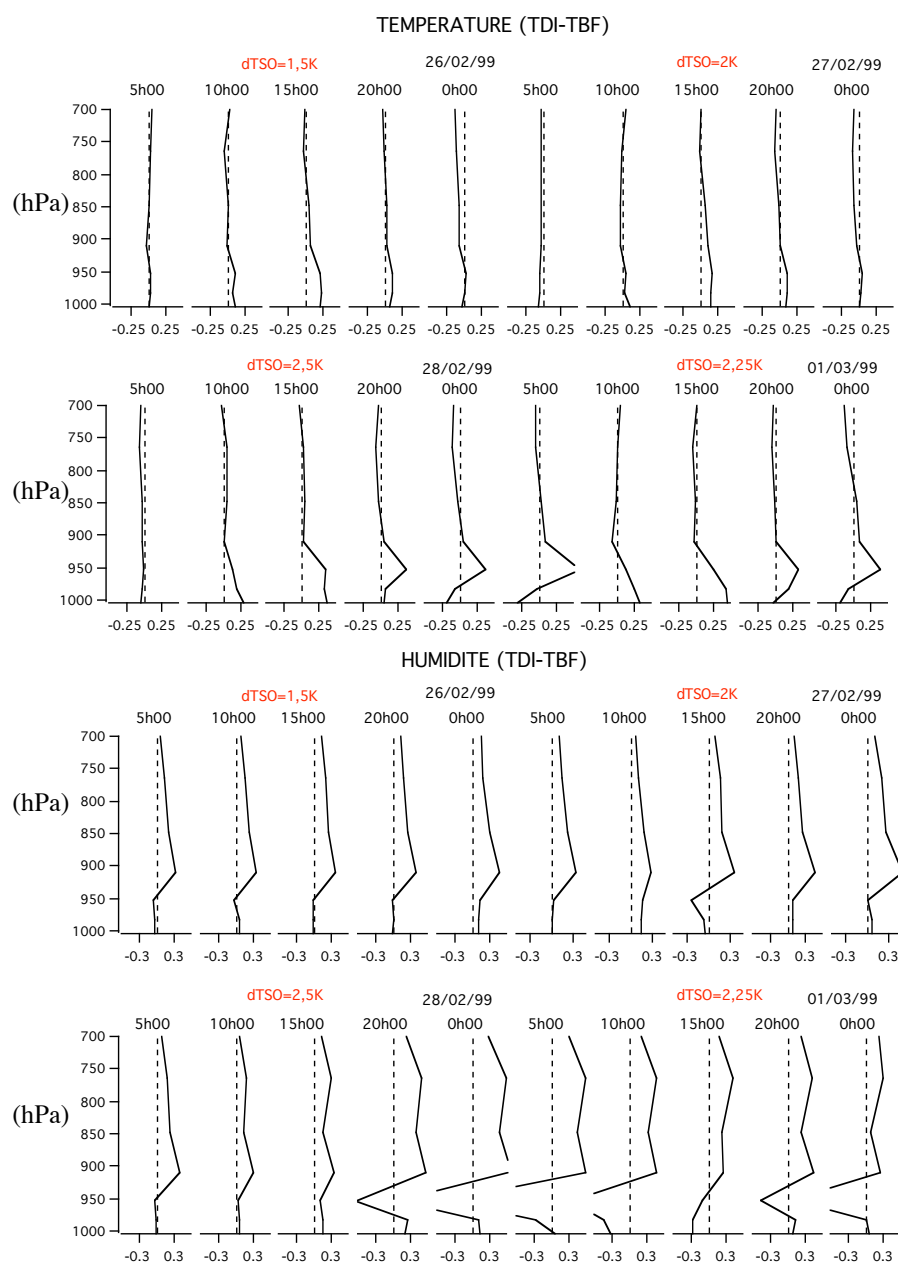 TEMPERATURE (TDI-TBF)
dTSO=1,5K 26/02/99 dTSO=2K 27/02/99
5h00 10h00 15h00 20h00 0h00 5h00 10h00 15h00 20h00 0h00
700
750
800
(hPa)
850
900
950
1000
-0.25 0.25 -0.25 0.25 -0.25 0.25 -0.25 0.25 -0.25 0.25 -0.25 0.25 -0.25 0.25 -0.25 0.25 -0.25 0.25 -0.25 0.25
dTSO=2,5K 28/02/99 dTSO=2,25K 01/03/99
5h00 10h00 15h00 20h00 0h00 5h00 10h00 15h00 20h00 0h00
700
750
800
(hPa)
850
900
950
1000
-0.25 0.25 -0.25 0.25 -0.25 0.25 -0.25 0.25 -0.25 0.25 -0.25 0.25 -0.25 0.25 -0.25 0.25 -0.25 0.25 -0.25 0.25
HUMIDITE (TDI-TBF)
dTSO=1,5K 26/02/99 dTSO=2K 27/02/99
5h00 10h00 15h00 20h00 0h00 5h00 10h00 15h00 20h00 0h00
700
750
800
(hPa)
850
900
950
1000
-0.3 0.3 -0.3 0.3 -0.3 0.3 -0.3 0.3 -0.3 0.3 -0.3 0.3 -0.3 0.3 -0.3 0.3 -0.3 0.3 -0.3 0.3
dTSO=2,5K 28/02/99 dTSO=2,25K 01/03/99
5h00 10h00 15h00 20h00 0h00 5h00 10h00 15h00 20h00 0h00
700
750
800
(hPa)
850
900
950
1000
-0.3 0.3 -0.3 0.3 -0.3 0.3 -0.3 0.3 -0.3 0.3 -0.3 0.3 -0.3 0.3 -0.3 0.3 -0.3 0.3 -0.3 0.3